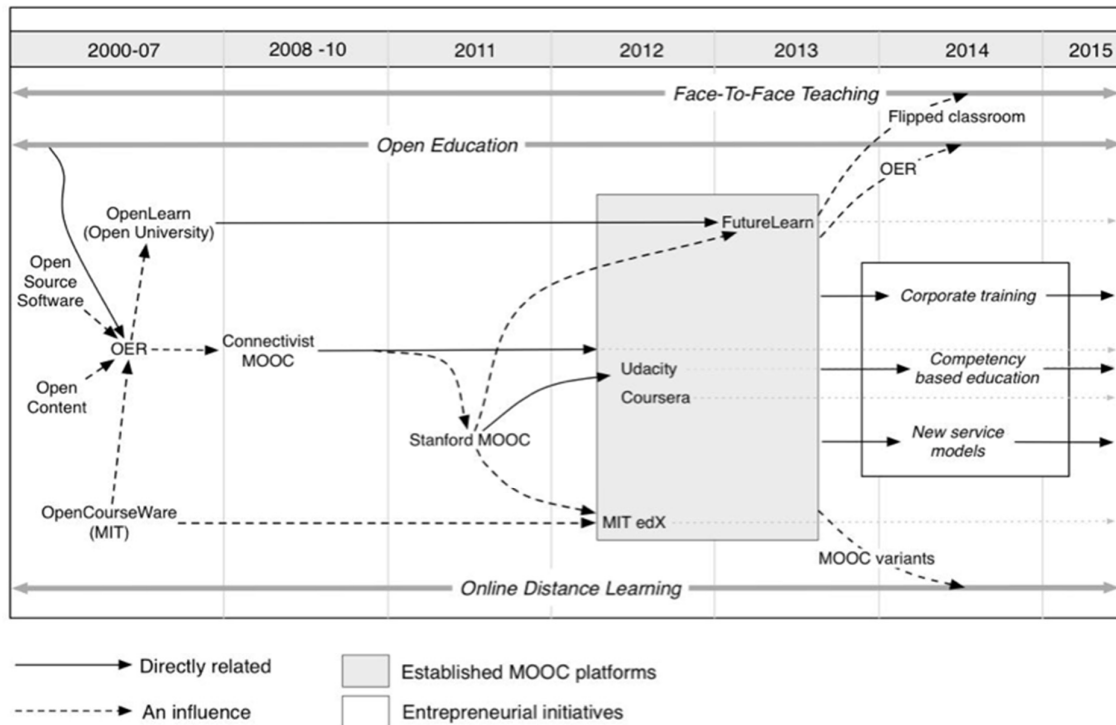 2000-07
2008 -10
2011
2012
2013
2014
2015
Face-To-Face Teaching
Flipped classroom
Open Education
OER
OpenLearn
(Open University)
FutureLearn
Open
Source
Software
Corporate training
Connectivist
MOOC
OER
Udacity
Competency
based education
Open
Content
Coursera
Stanford MOOC
New service
models
OpenCourseWare
(MIT)
MIT edX
MOOC variants
Online Distance Learning
Directly related
Established MOOC platforms
An influence
Entrepreneurial initiatives